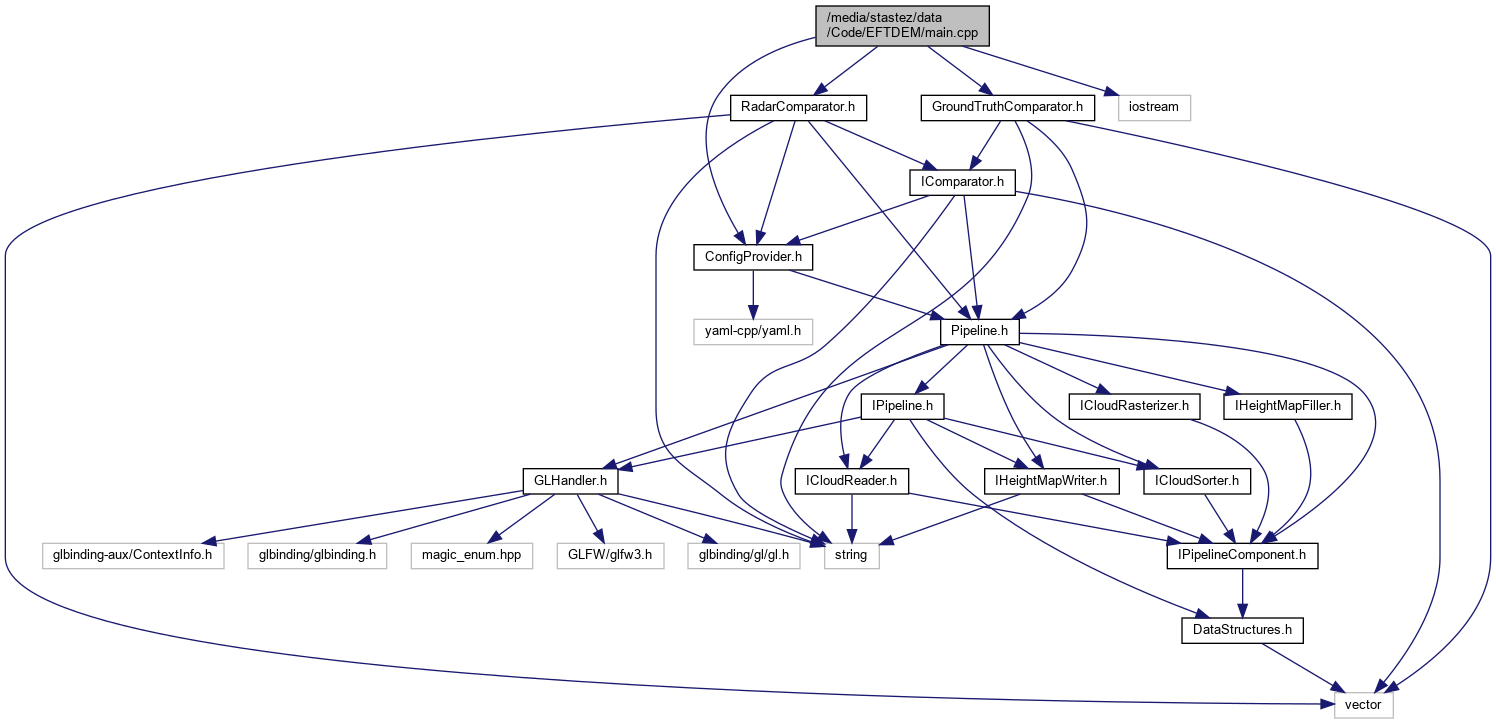 /media/stastez/data
/Code/EFTDEM/main.cpp
RadarComparator.h
GroundTruthComparator.h
iostream
IComparator.h
ConfigProvider.h
yaml-cpp/yaml.h
Pipeline.h
IPipeline.h
ICloudRasterizer.h
IHeightMapFiller.h
GLHandler.h
ICloudReader.h
IHeightMapWriter.h
ICloudSorter.h
glbinding-aux/ContextInfo.h
glbinding/glbinding.h
magic_enum.hpp
GLFW/glfw3.h
glbinding/gl/gl.h
string
IPipelineComponent.h
DataStructures.h
vector